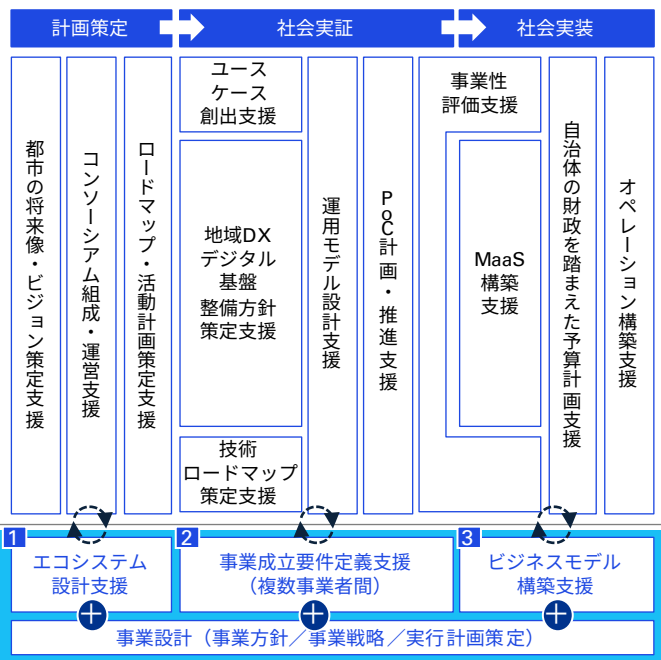 計画策定
社会実証
社会実装
都市の将来像・ビジョン策定支援
コンソーシアム組成・運営支援
ロードマップ・活動計画策定支援
ユース
ケース
創出支援
地域DX
デジタル
基盤
整備方針
策定支援
技術
ロードマップ
策定支援
運用モデル設計支援
PoC計画・推進支援
事業性
評価支援
MaaS
構築
支援
自治体の財政を踏まえた予算計画支援
オペレーション構築支援
1
エコシステム
設計支援
2
事業成立要件定義支援
（複数事業者間）
3
ビジネスモデル
構築支援
事業設計（事業方針／事業戦略／実行計画策定）